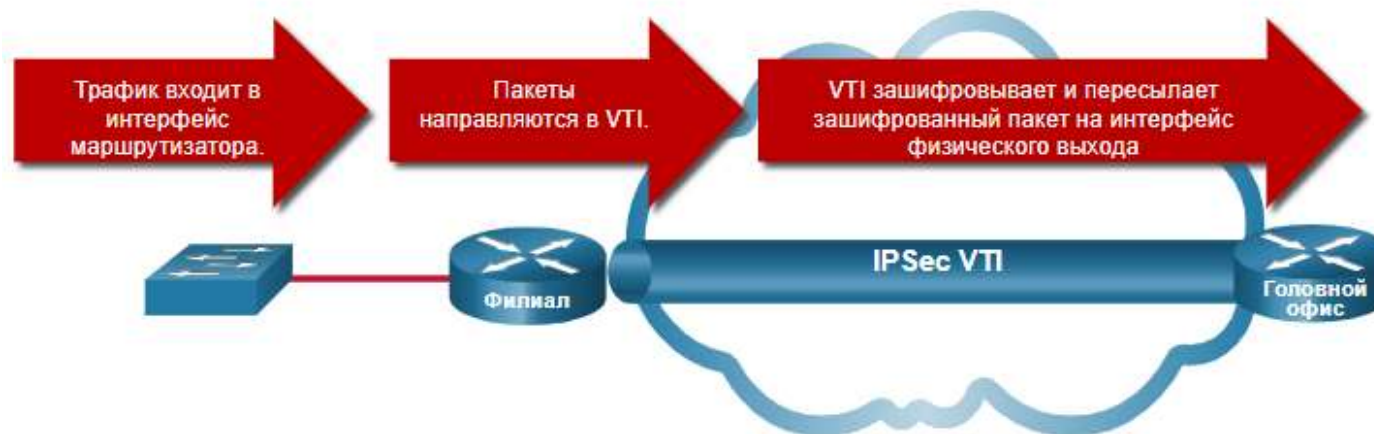 Трафик входит в
интерфейс
маршрутизатора.
Пакеты
направляются в VTI.
VTI зашифровывает и пересылает
зашифрованный пакет на интерфейс
физического выхода
IPSec VTI
Филиал
Головной
офис